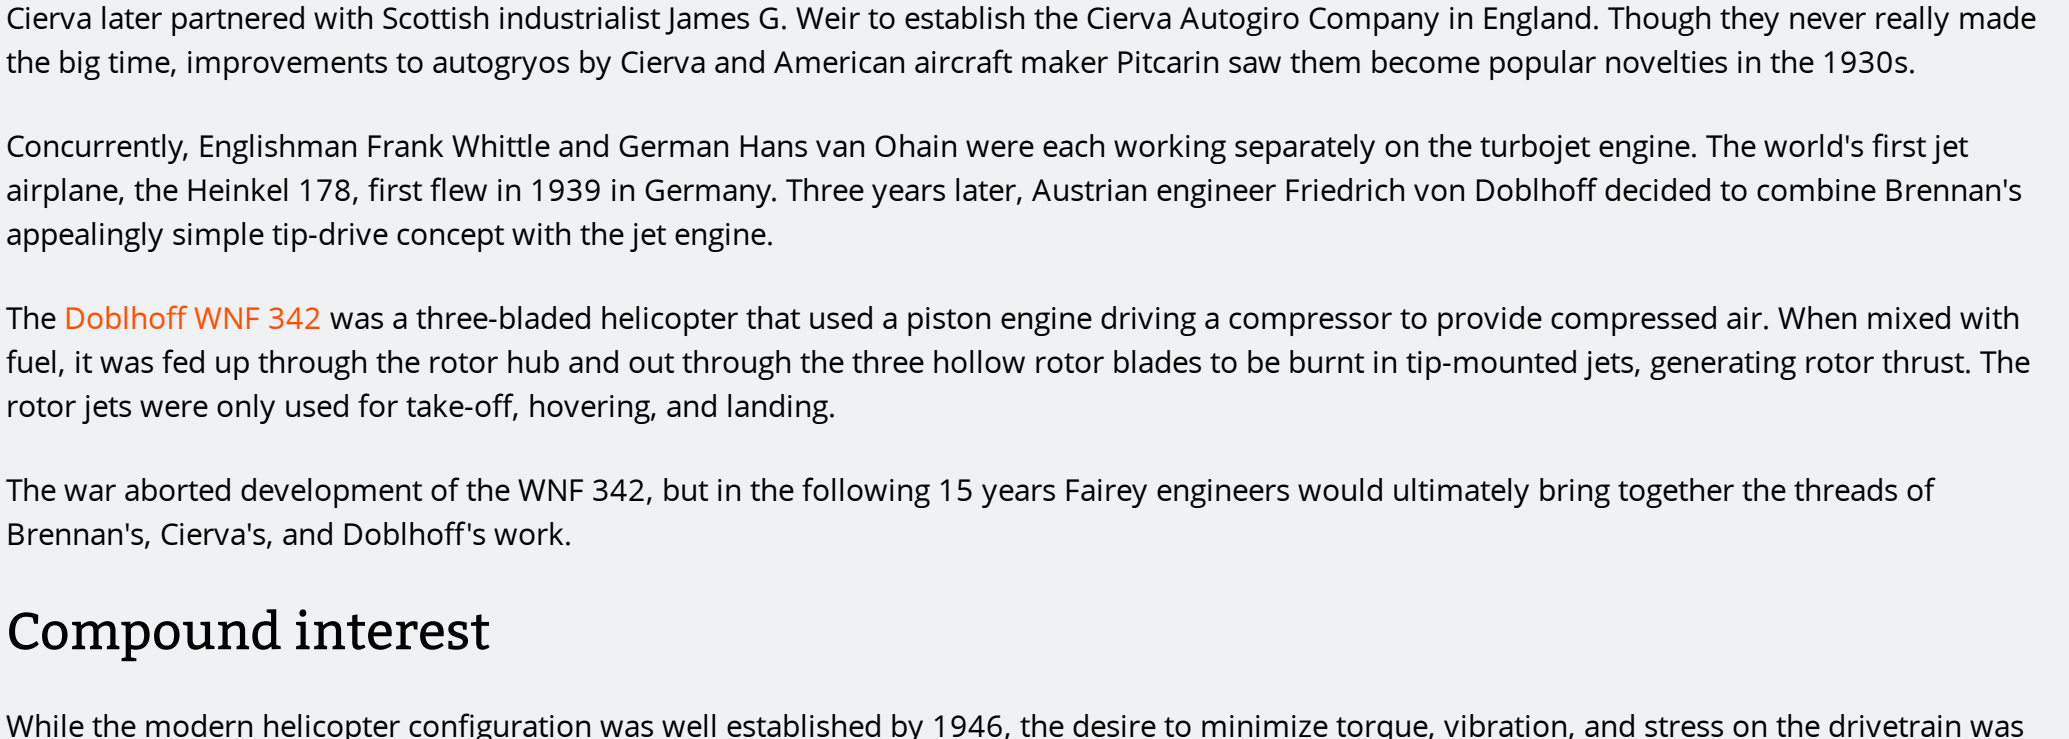 Cierva later partnered with Scottish industrialist James G. Weir to establish the Cierva Autogiro Company in England. Though they never really made
the big time, improvements to autogryos by Cierva and American aircraft maker Pitcarin saw them become popular novelties in the 1930s.
Concurrently, Englishman Frank Whittle and German Hans van Ohain were each working separately on the turbojet engine. The world's first jet
airplane, the Heinkel 178, first flew in 1939 in Germany. Three years later, Austrian engineer Friedrich von Doblhoff decided to combine Brennan's
appealingly simple tip-drive concept with the jet engine.
The Doblhoff WNF 342 was a three-bladed helicopter that used a piston engine driving a compressor to provide compressed air. When mixed with
fuel, it was fed up through the rotor hub and out through the three hollow rotor blades to be burnt in tip-mounted jets, generating rotor thrust. The
rotor jets were only used for take-off, hovering, and landing.
The war aborted development of the WNF 342, but in the following 15 years Fairey engineers would ultimately bring together the threads of
Brennan's, Cierva's, and Doblhoff's work.
Compound interest
While the modern helicopter configuration was well established by 1946, the desire to minimize torque, vibration, and stress on the drivetrain was